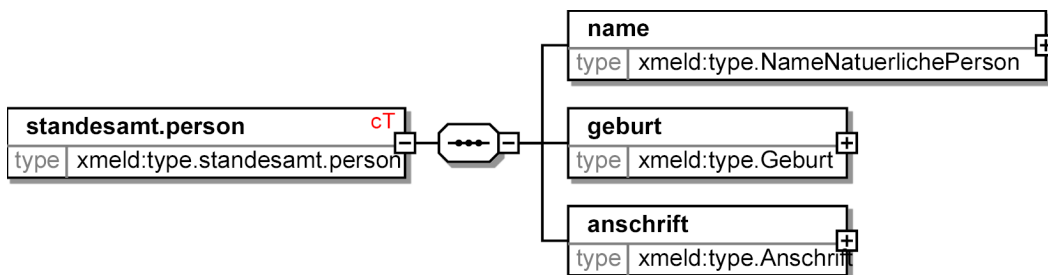 name
type xmeld:type.NameNatuerlichePerson
standesamt.person cT
type xmeld:type.standesamt.person
geburt
type xmeld:type.Geburt
anschrift
type xmeld:type.Anschrift